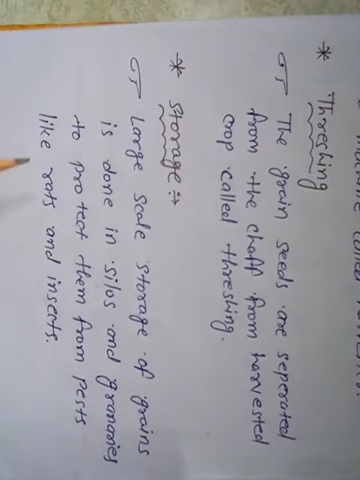 * Threshing
The grain seeds are seperated
from the chaff from harvested
crop called threshing.
* Storage :-
Large scale storage of grains
is done in silos and granaries
to protect them from pests
like rats and insects.